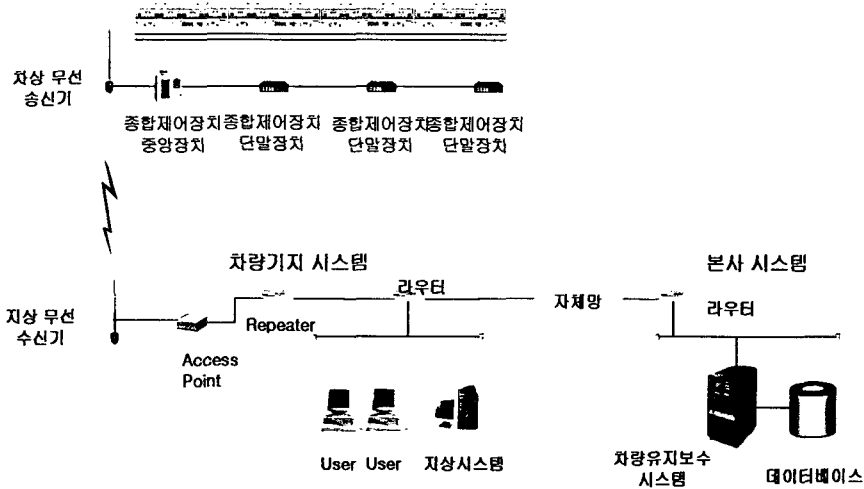 차상 무선
송신기
종합제어장치 종합제어장치 종합제어장치 종합제어장치
중앙장치 단말장치 단말장치 단말장치
차량기지 시스템
본사 시스템
라우터
자체망
라우터
지상 무선
수신기
Repeater
Access
Point
User User 지상시스템
차량유지보수
시스템
데이터베이스